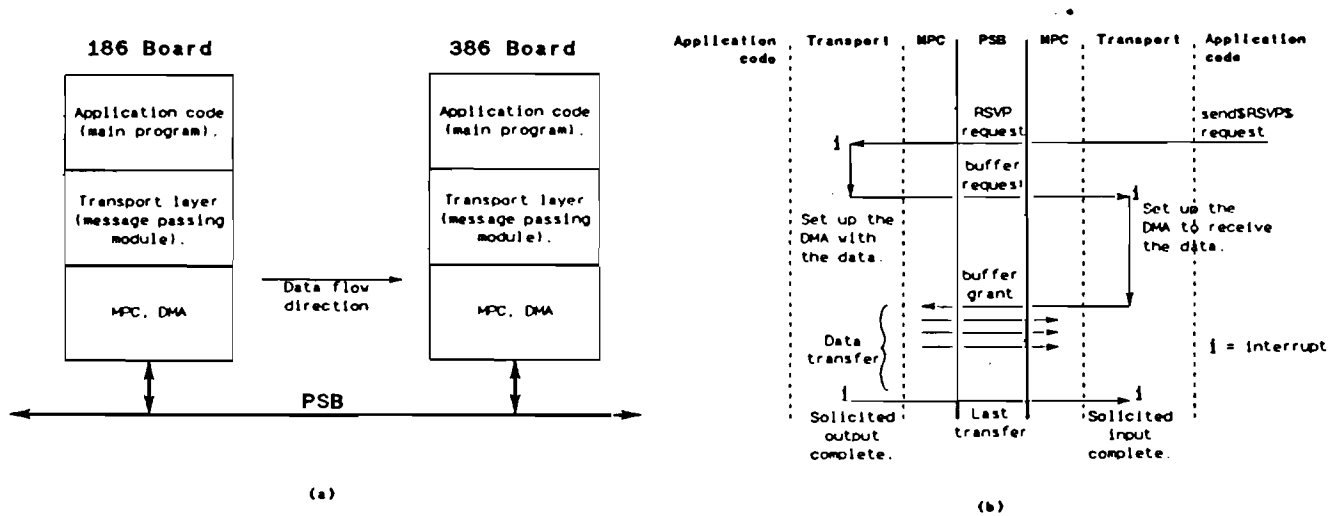 186 Board
Application code
(main program).
Transport layer
(message passing
module).
MPC, DMA
386 Board
Application code
(main program).
Transport layer
(message passing
module).
MPC, DMA
Data flow
direction
PSB
(a)
Application
code
Transport
MPC
PSB
MPC
Transport
Application
code
RSVP
request
send$RSVP$
request
i
buffer
request
i
Set up the
DMA with
the data.
Set up the
DMA to receive
the data.
buffer
grant
Data
transfer
i = interrupt
i
i
Solicited
output
complete.
Last
transfer
Solicited
input
complete.
(b)